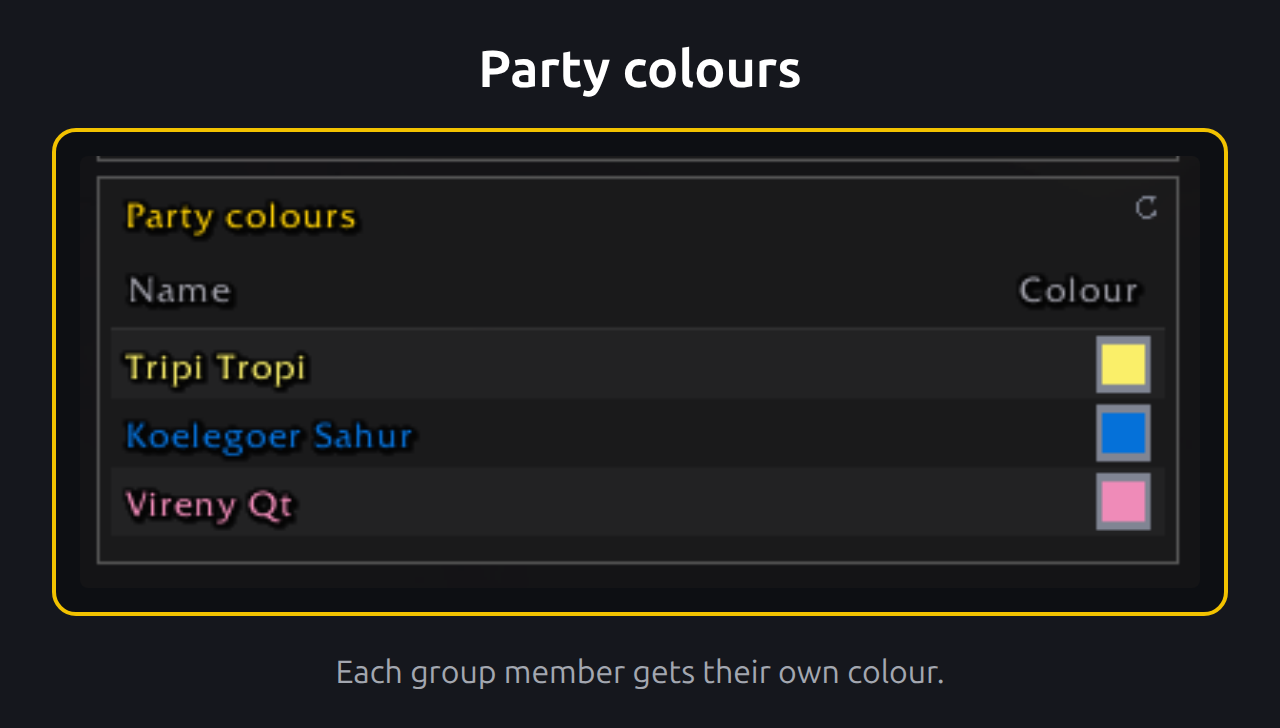 Party colours
Party colours
Name Colour
Tripi Tropi
Koelegoer Sahur
Vireny Qt
Each group member gets their own colour.